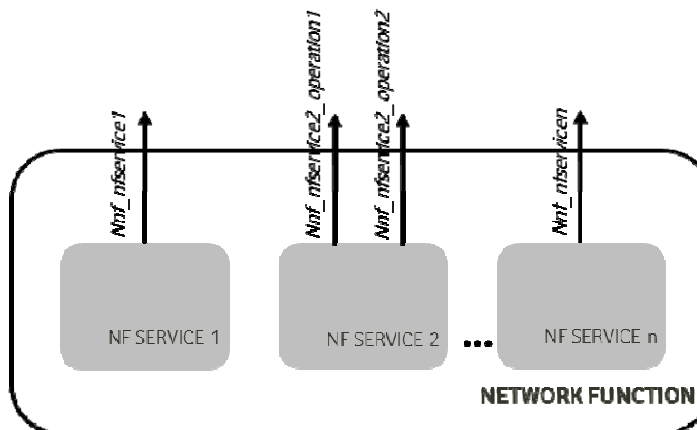 Nnf_nfservice1
Nnf_nfservice2_operation1
Nnf_nfservice2_operation2
Nnf_nfservicen
NF SERVICE 1
NF SERVICE 2
...
NF SERVICE n
NETWORK FUNCTION